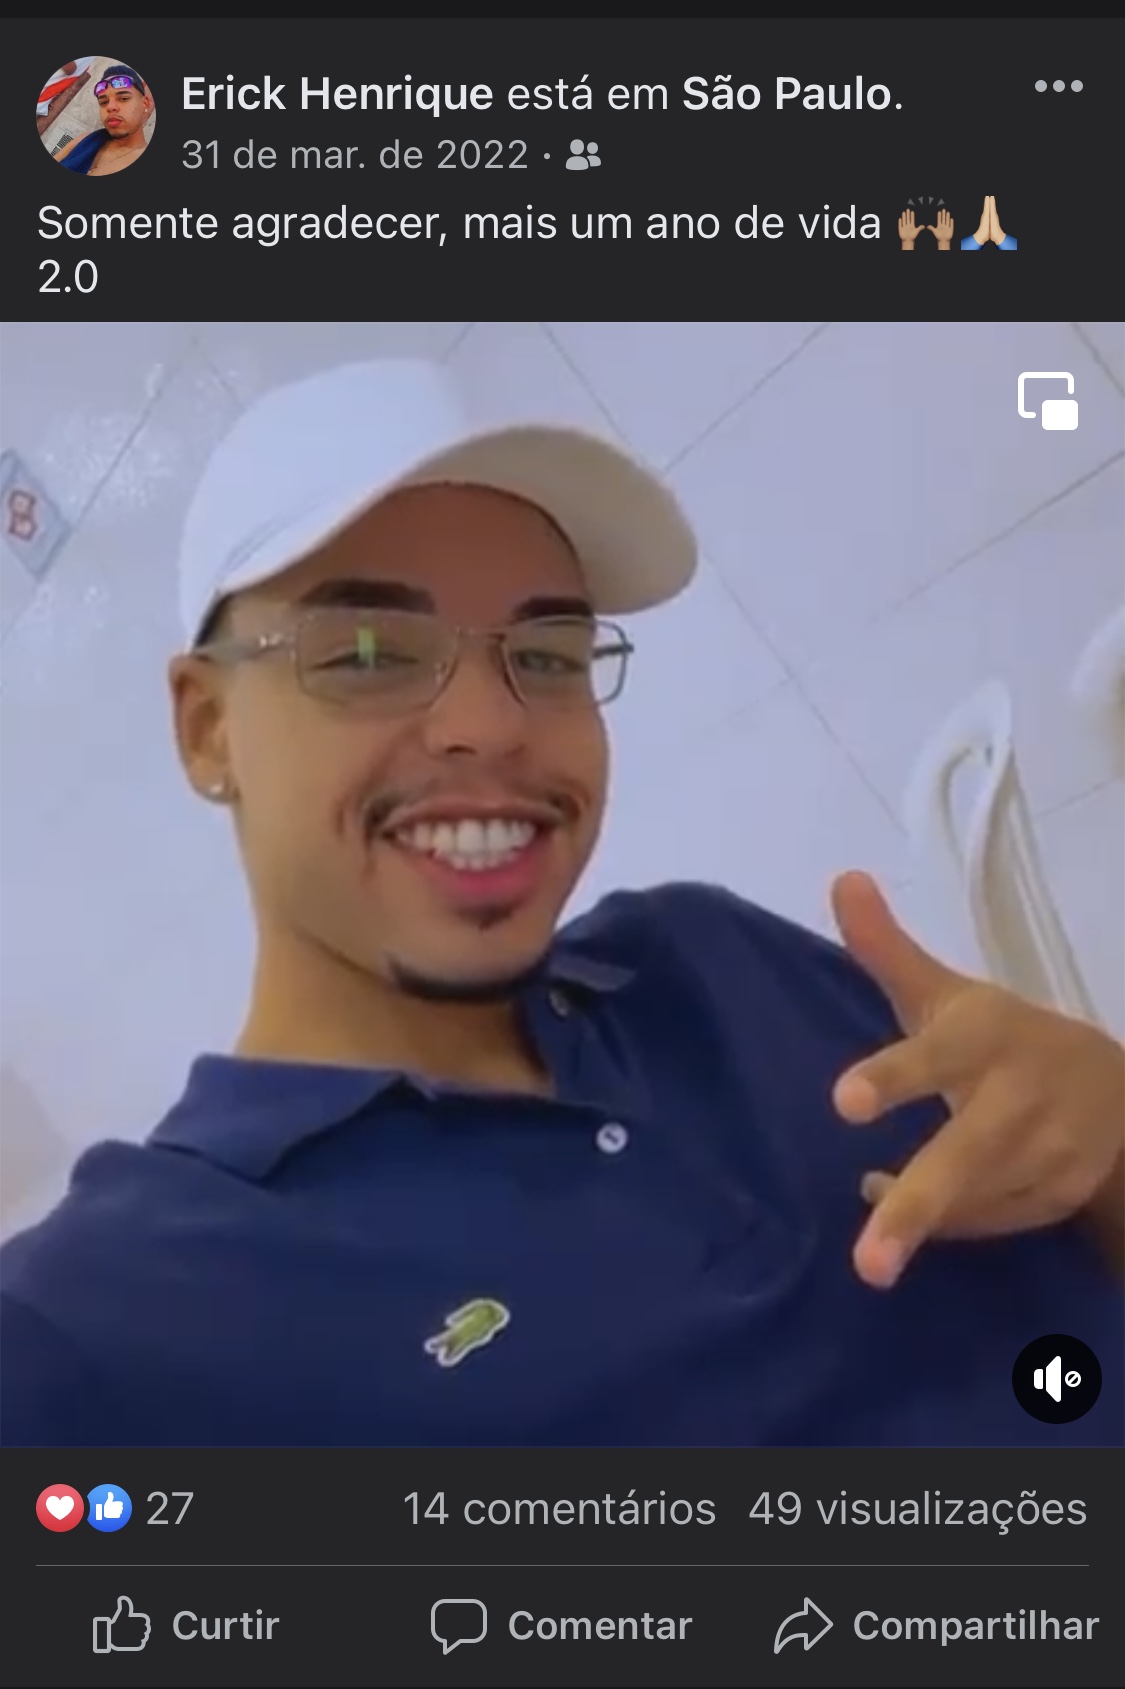 Erick Henrique está em São Paulo.
31 de mar. de 2022 ·
Somente agradecer, mais um ano de vida 🙌🏽🙏🏼
2.0
27
14 comentários 49 visualizações
Curtir Comentar Compartilhar